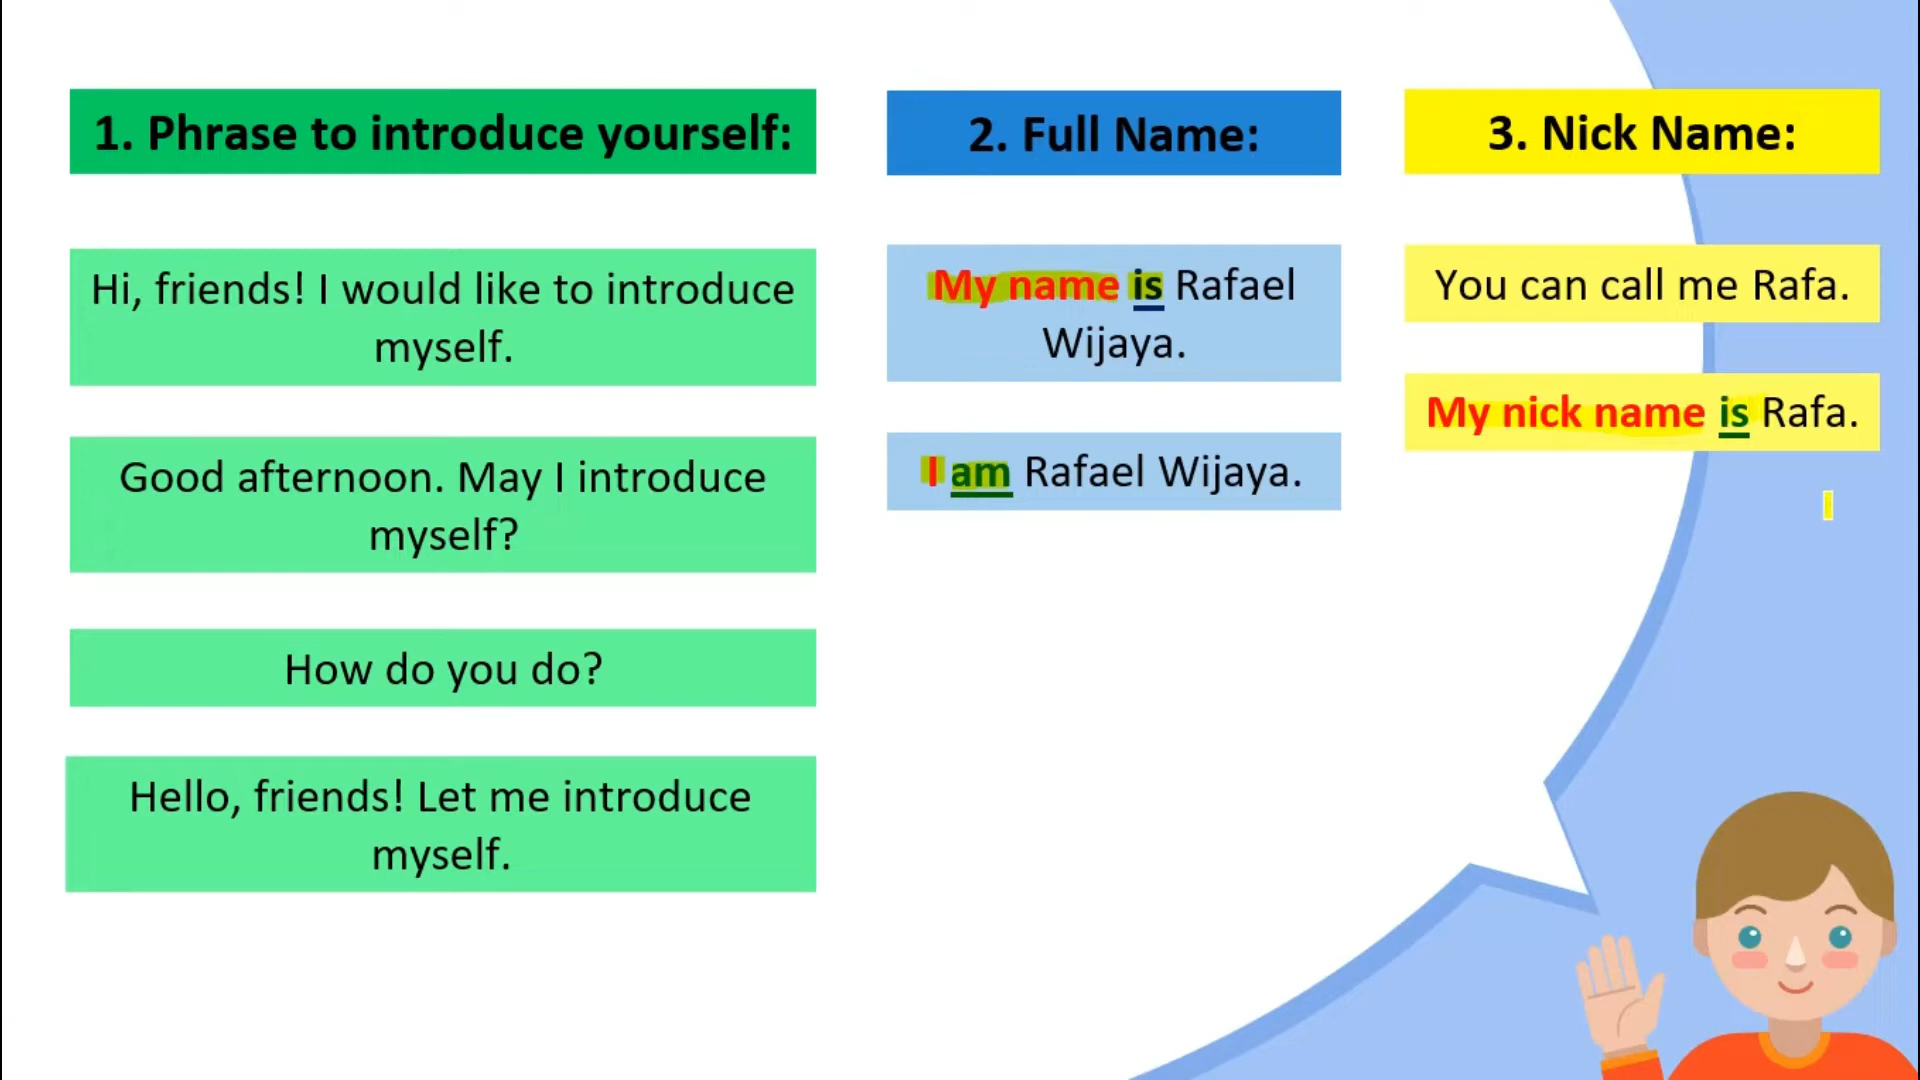 1. Phrase to introduce yourself:
Hi, friends! I would like to introduce
myself.
Good afternoon. May I introduce
myself?
How do you do?
Hello, friends! Let me introduce
myself.
2. Full Name:
My name is Rafael
Wijaya.
I am Rafael Wijaya.
3. Nick Name:
You can call me Rafa.
My nick name is Rafa.